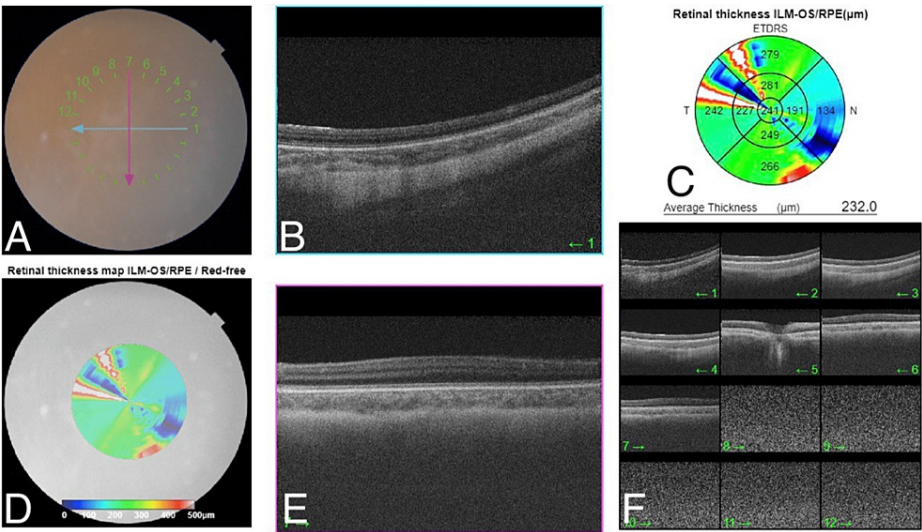 7
8 6
9 5
10 4
11 3
12 2
1
A
B
← 1
Retinal thickness ILM-OS/RPE(μm)
ETDRS
279
281
T 242 227 241 191 134 N
249
266
C
Average Thickness (μm) 232.0
Retinal thickness map ILM-OS/RPE / Red-free
D
0 100 200 300 400 500μm
E
← 1 ← 2 ← 3
← 4 ← 5 ← 6
7 → 8 → 9 →
10 → 11 → 12 →
F